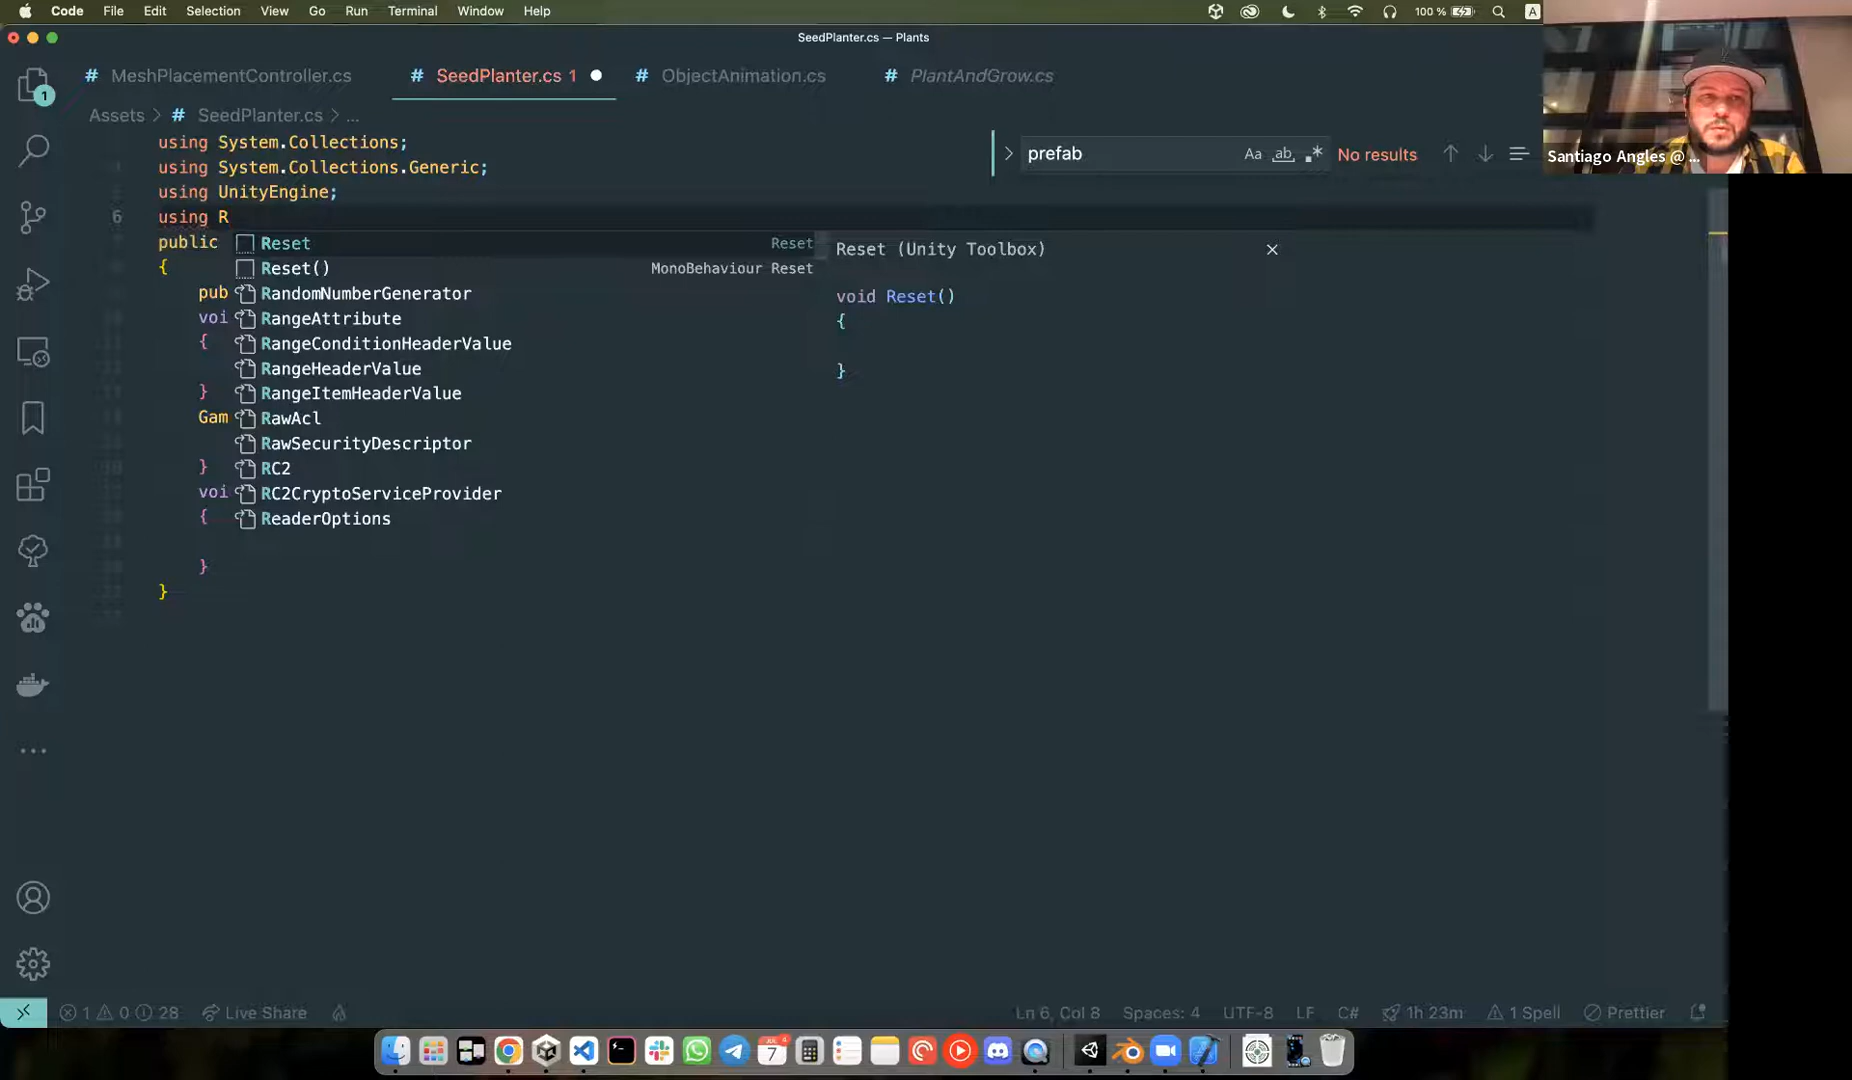 Code File Edit Selection View Go Run Terminal Window Help 100 % A
SeedPlanter.cs — Plants
# MeshPlacementController.cs # SeedPlanter.cs 1 # ObjectAnimation.cs # PlantAndGrow.cs
1
Assets > # SeedPlanter.cs > ...
prefab Aa ab .* No results
Santiago Angles @ ...
using System.Collections;
using System.Collections.Generic;
using UnityEngine;
6 using R
public Reset Reset
{ Reset() MonoBehaviour Reset
pub RandomNumberGenerator
voi RangeAttribute
{ RangeConditionHeaderValue
RangeHeaderValue
} RangeItemHeaderValue
Gam RawAcl
RawSecurityDescriptor
} RC2
voi RC2CryptoServiceProvider
{ ReaderOptions
}
}
Reset (Unity Toolbox)
void Reset()
{
}
1 0 28 Live Share Ln 6, Col 8 Spaces: 4 UTF-8 LF C# 1h 23m 1 Spell Prettier
7